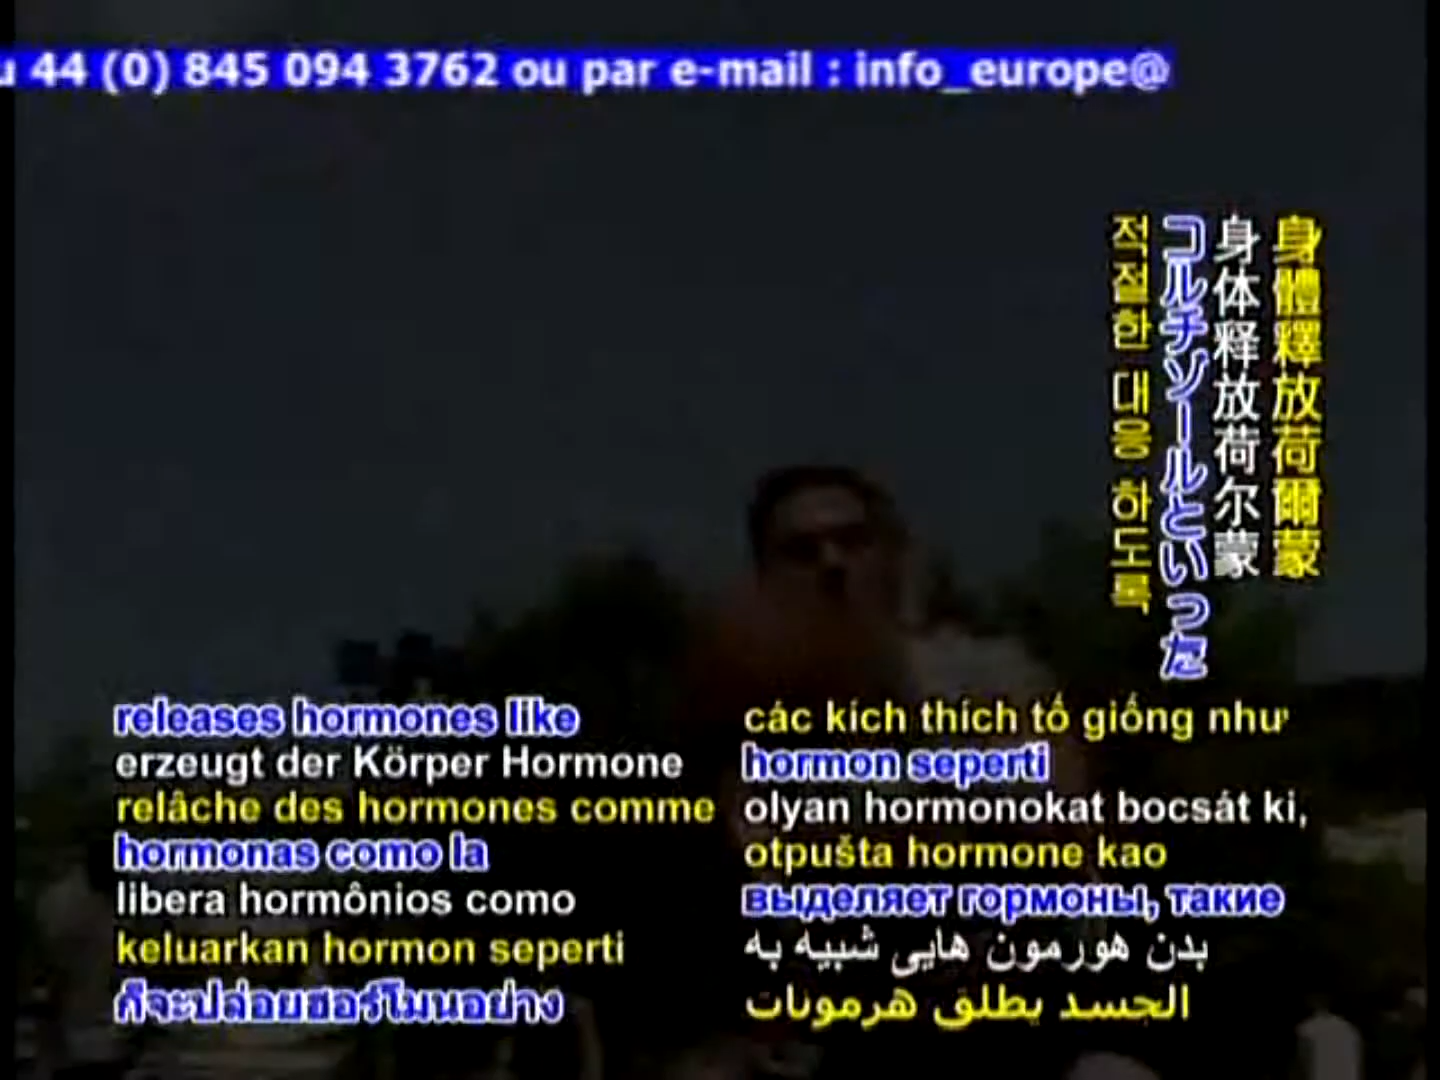 44 (0) 845 094 3762 ou par e-mail : info_europe@
身體釋放荷爾蒙
身体释放荷尔蒙
コルチゾールといった
적절한 대응 하도록
releases hormones like
erzeugt der Körper Hormone
relâche des hormones comme
hormonas como la
libera hormônios como
keluarkan hormon seperti
ก็จะปล่อยฮอร์โมนอย่าง
các kích thích tố giống như
hormon seperti
olyan hormonokat bocsát ki,
otpušta hormone kao
выделяет гормоны, такие
بدن هورمون هایی شبیه به
الجسد يطلق هرمونات